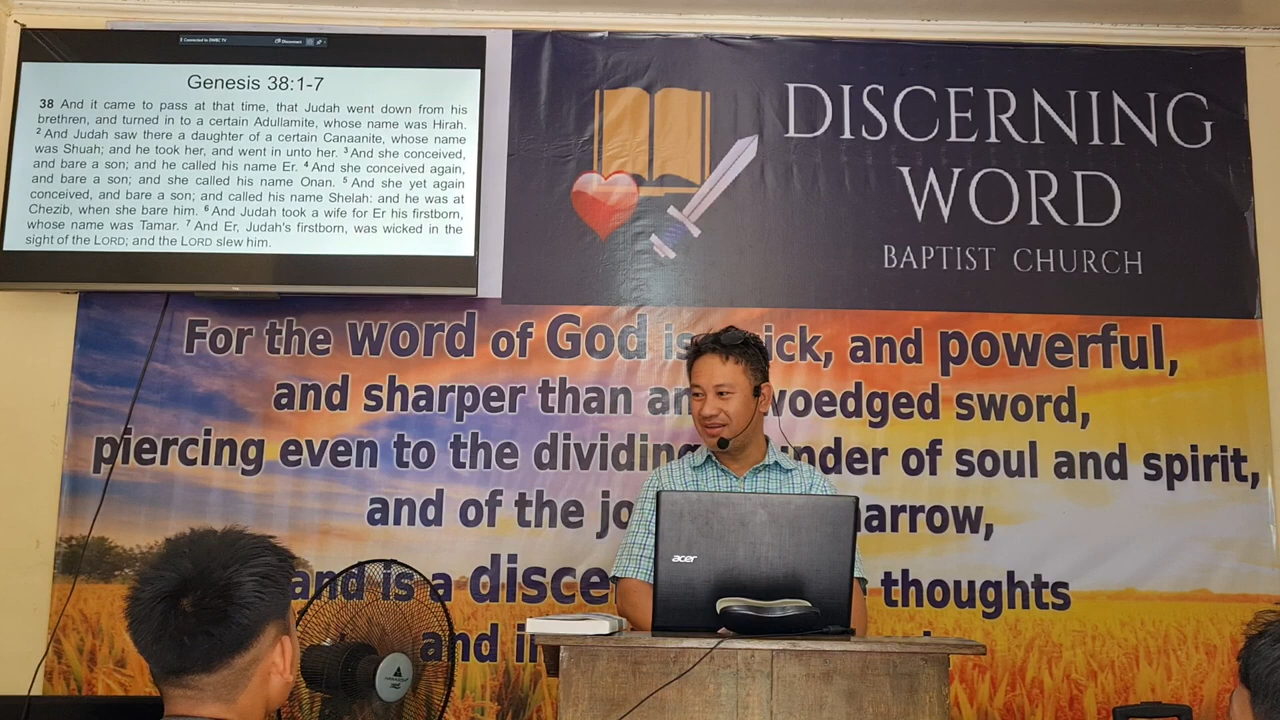 Connected to DWBC TV
Disconnect
Genesis 38:1-7
38 And it came to pass at that time, that Judah went down from his
brethren, and turned in to a certain Adullamite, whose name was Hirah.
2 And Judah saw there a daughter of a certain Canaanite, whose name
was Shuah; and he took her, and went in unto her. 3 And she conceived,
and bare a son; and he called his name Er. 4 And she conceived again,
and bare a son; and she called his name Onan. 5 And she yet again
conceived, and bare a son; and called his name Shelah: and he was at
Chezib, when she bare him. 6 And Judah took a wife for Er his firstborn,
whose name was Tamar. 7 And Er, Judah's firstborn, was wicked in the
sight of the LORD; and the LORD slew him.
DISCERNING
WORD
BAPTIST CHURCH
For the word of God is ick, and powerful,
and sharper than an woedged sword,
piercing even to the dividing nder of soul and spirit,
and of the jo arrow,
and is a disce thoughts
and in
acer